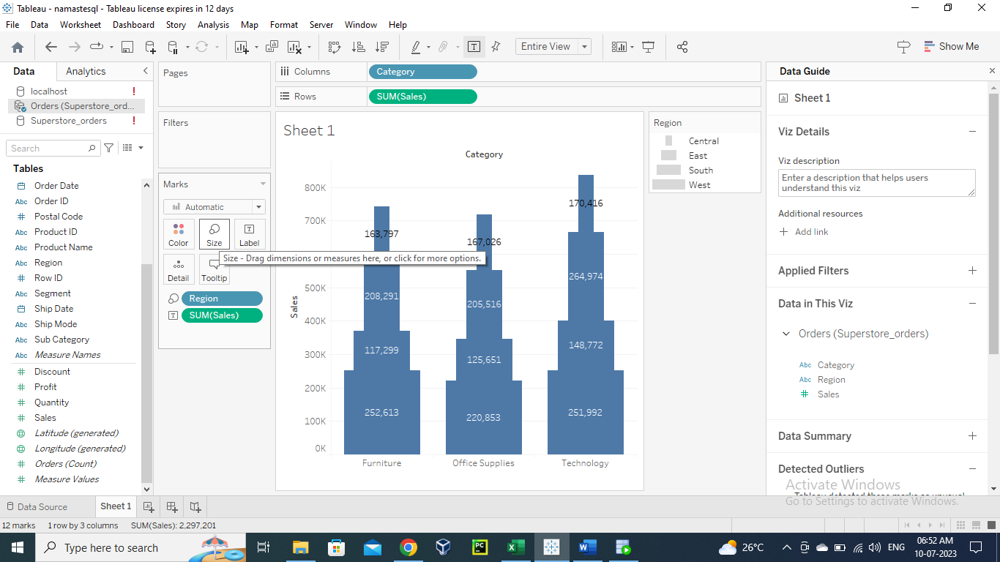 Tableau - namastesql - Tableau license expires in 12 days
File Data Worksheet Dashboard Story Analysis Map Format Server Window Help
Entire View
Show Me
Data Analytics
localhost
Orders (Superstore_ord...
Superstore_orders
Search
Tables
Order Date
Abc Order ID
Postal Code
Abc Product ID
Abc Product Name
Abc Region
Row ID
Abc Segment
Ship Date
Abc Ship Mode
Abc Sub Category
Abc Measure Names
Discount
Profit
Quantity
Sales
Latitude (generated)
Longitude (generated)
Orders (Count)
Measure Values
Pages
Filters
Marks
Automatic
Color Size Label
Size - Drag dimensions or measures here, or click for more options.
Detail Tooltip
Region
SUM(Sales)
Columns Category
Rows SUM(Sales)
Sheet 1
Category
Sales
800K
700K
500K
400K
300K
200K
100K
0K
163,797
208,291
117,299
252,613
167,026
205,516
125,651
220,853
170,416
264,974
148,772
251,992
Furniture Office Supplies Technology
Region
Central
East
South
West
Data Guide
Sheet 1
Viz Details
Viz description
Enter a description that helps users
understand this viz
Additional resources
Add link
Applied Filters
Data in This Viz
Orders (Superstore_orders)
Abc Category
Abc Region
Sales
Data Summary
Detected Outliers
Activate Windows
Go to Settings to activate Windows.
Data Source Sheet 1
12 marks 1 row by 3 columns SUM(Sales): 2,297,201
Type here to search
26°C
ENG
06:52 AM
10-07-2023